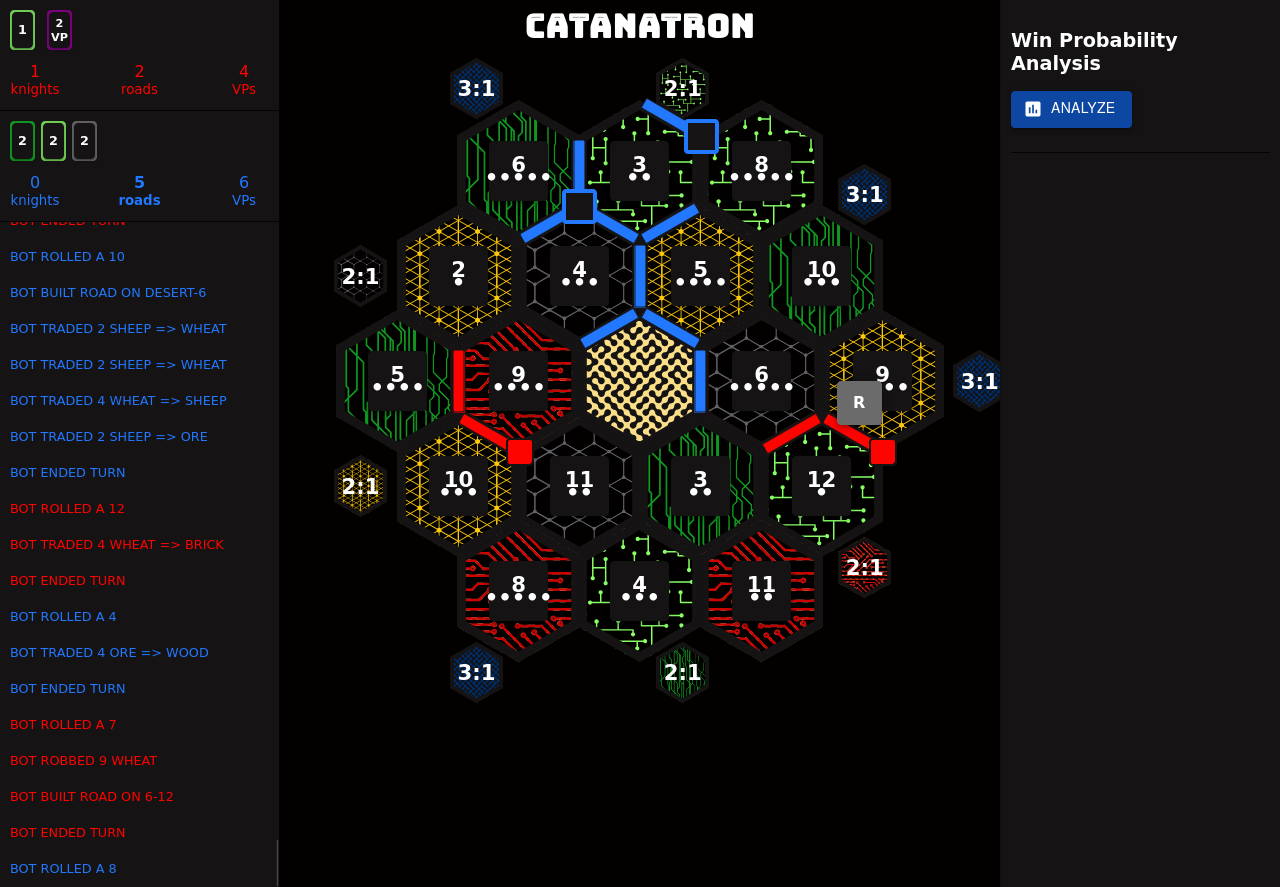 CATANATRON
1
2
VP
1
knights
2
roads
4
VPs
2
2
2
0
knights
5
roads
6
VPs
BOT ENDED TURN
BOT ROLLED A 10
BOT BUILT ROAD ON DESERT-6
BOT TRADED 2 SHEEP => WHEAT
BOT TRADED 2 SHEEP => WHEAT
BOT TRADED 4 WHEAT => SHEEP
BOT TRADED 2 SHEEP => ORE
BOT ENDED TURN
BOT ROLLED A 12
BOT TRADED 4 WHEAT => BRICK
BOT ENDED TURN
BOT ROLLED A 4
BOT TRADED 4 ORE => WOOD
BOT ENDED TURN
BOT ROLLED A 7
BOT ROBBED 9 WHEAT
BOT BUILT ROAD ON 6-12
BOT ENDED TURN
BOT ROLLED A 8
3:1
2:1
6
3
8
3:1
2:1
2
4
5
10
5
9
6
9
3:1
R
2:1
10
11
3
12
8
4
11
2:1
3:1
2:1
Win Probability
Analysis
ANALYZE